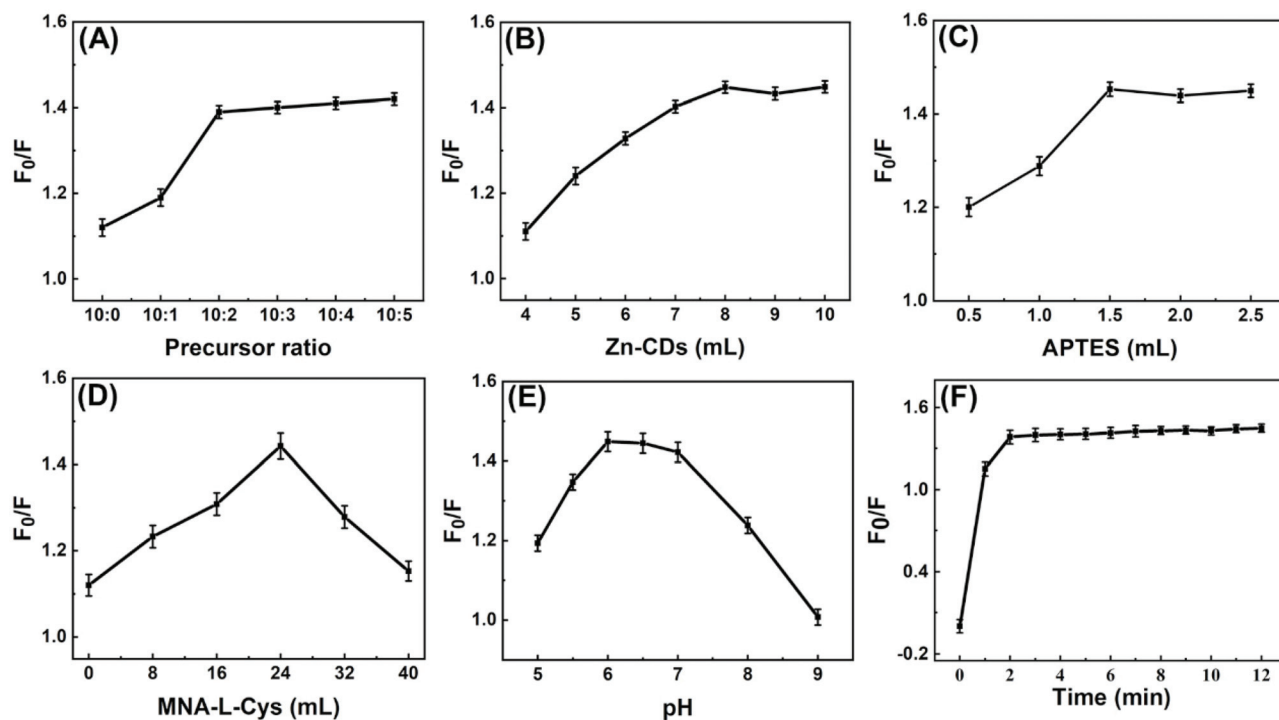 (A)
F₀/F
1.6
1.4
1.2
1.0
10:0 10:1 10:2 10:3 10:4 10:5
Precursor ratio
(B)
F₀/F
1.6
1.4
1.2
1.0
4 5 6 7 8 9 10
Zn-CDs (mL)
(C)
F₀/F
1.6
1.4
1.2
1.0
0.5 1.0 1.5 2.0 2.5
APTES (mL)
(D)
F₀/F
1.6
1.4
1.2
1.0
0 8 16 24 32 40
MNA-L-Cys (mL)
(E)
F₀/F
1.6
1.4
1.2
1.0
5 6 7 8 9
pH
(F)
F₀/F
1.6
1.0
0.4
-0.2
0 2 4 6 8 10 12
Time (min)